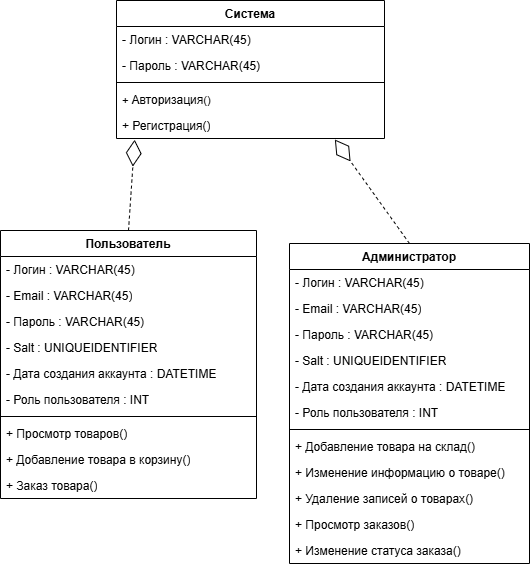 Система
- Логин : VARCHAR(45)
- Пароль : VARCHAR(45)
+ Авторизация()
+ Регистрация()
Пользователь
- Логин : VARCHAR(45)
- Email : VARCHAR(45)
- Пароль : VARCHAR(45)
- Salt : UNIQUEIDENTIFIER
- Дата создания аккаунта : DATETIME
- Роль пользователя : INT
+ Просмотр товаров()
+ Добавление товара в корзину()
+ Заказ товара()
Администратор
- Логин : VARCHAR(45)
- Email : VARCHAR(45)
- Пароль : VARCHAR(45)
- Salt : UNIQUEIDENTIFIER
- Дата создания аккаунта : DATETIME
- Роль пользователя : INT
+ Добавление товара на склад()
+ Изменение информацию о товаре()
+ Удаление записей о товарах()
+ Просмотр заказов()
+ Изменение статуса заказа()